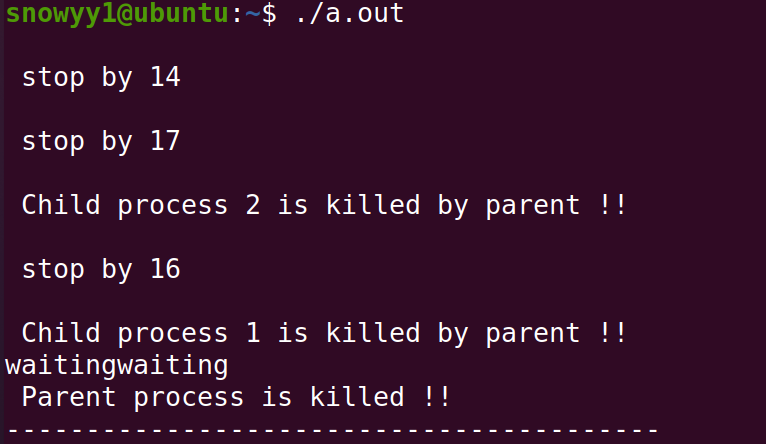 snowyy1@ubuntu:~$ ./a.out
stop by 14
stop by 17
Child process 2 is killed by parent !!
stop by 16
Child process 1 is killed by parent !!
waitingwaiting
Parent process is killed !!
-----------------------------------------